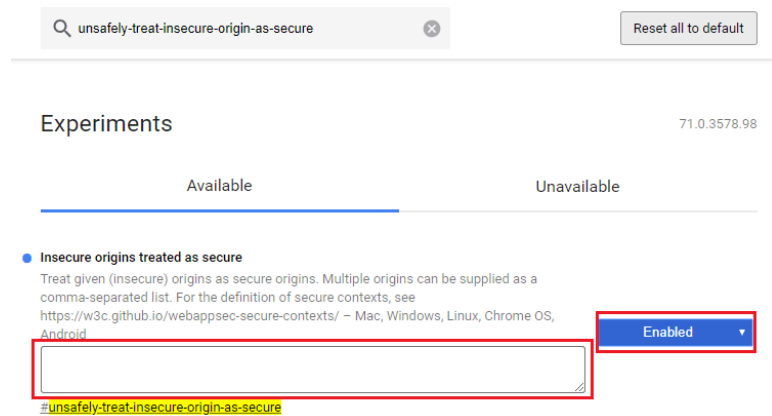 unsafely-treat-insecure-origin-as-secure
Reset all to default
Experiments
71.0.3578.98
Available
Unavailable
Insecure origins treated as secure
Treat given (insecure) origins as secure origins. Multiple origins can be supplied as a
comma-separated list. For the definition of secure contexts, see
https://w3c.github.io/webappsec-secure-contexts/ – Mac, Windows, Linux, Chrome OS,
Android
Enabled
#unsafely-treat-insecure-origin-as-secure